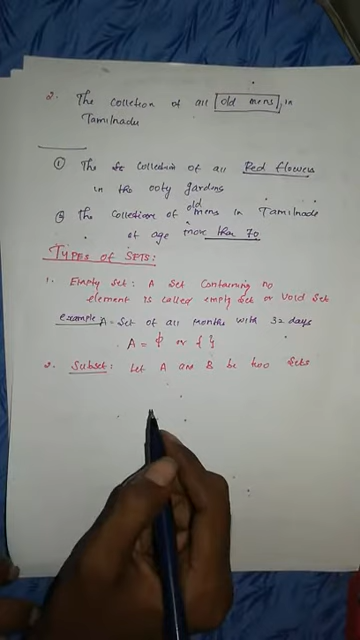 2. The Colletion of all old mens, in
Tamilnadu
① The Collection of all Red flowers
in the ooty gardens
② The Collection of old mens in Tamilnadu
at age more than 70
TYPES OF SETS:
1. Empty Set: A Set Containing no
element is called empty Set or Void Set
example: A = Set of all months with 32 days
A = ϕ or { }
2. Subset: Let A and B be two Sets